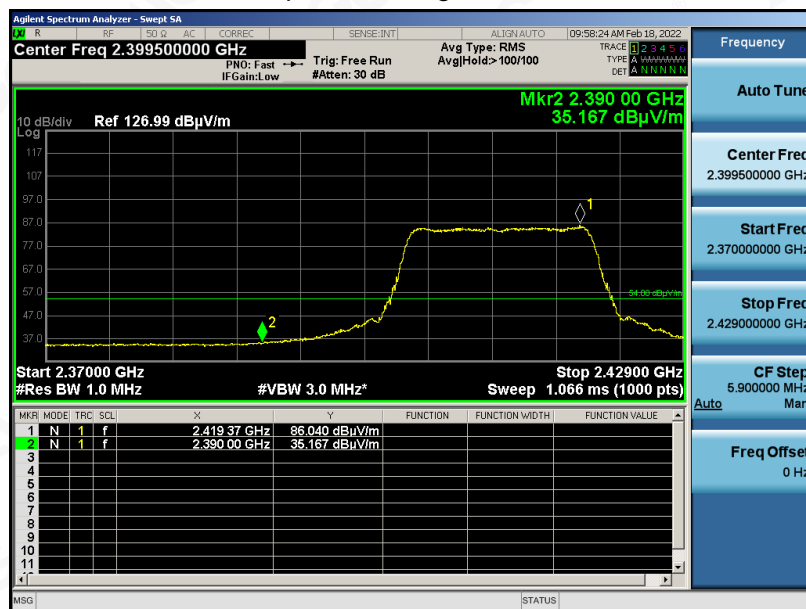 Agilent Spectrum Analyzer - Swept SA
LXI R RF 50 Ω AC CORREC SENSE:INT ALIGN AUTO 09:58:24 AM Feb 18, 2022
Center Freq 2.399500000 GHz
PNO: Fast
IFGain:Low
Trig: Free Run
#Atten: 30 dB
Avg Type: RMS
Avg|Hold:>100/100
TRACE 1 2 3 4 5 6
TYPE A WWWWW
DET A N N N N N
Mkr2 2.390 00 GHz
35.167 dBµV/m
10 dB/div Ref 126.99 dBµV/m
Log
117
107
97.0
87.0
77.0
67.0
57.0
47.0
37.0
1
2
54.00 dBµV/m
Start 2.37000 GHz Stop 2.42900 GHz
#Res BW 1.0 MHz #VBW 3.0 MHz* Sweep 1.066 ms (1000 pts)
MKR MODE TRC SCL X Y FUNCTION FUNCTION WIDTH FUNCTION VALUE
1 N 1 f 2.419 37 GHz 86.040 dBµV/m
2 N 1 f 2.390 00 GHz 35.167 dBµV/m
3
4
5
6
7
8
9
10
11
MSG STATUS
Frequency
Auto Tune
Center Freq
2.399500000 GHz
Start Freq
2.370000000 GHz
Stop Freq
2.429000000 GHz
CF Step
5.900000 MHz
Auto Man
Freq Offset
0 Hz